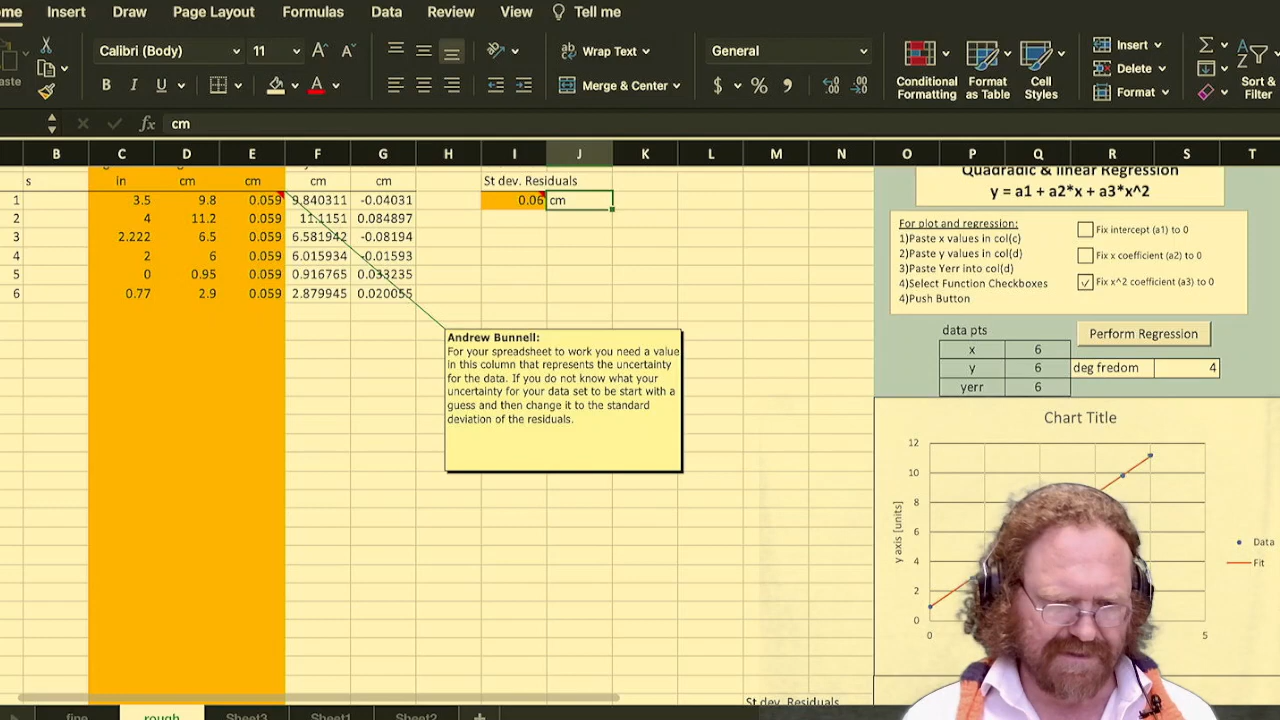 ome Insert Draw Page Layout Formulas Data Review View Tell me
aste Calibri (Body) 11 Wrap Text General Insert Σ
B I U A Merge & Center $ % Conditional Formatting Format as Table Cell Styles Delete Format Sort & Filter
fx cm
B C D E F G H I J K L M N O P Q R S T
s in cm cm cm cm St dev. Residuals
1 3.5 9.8 0.059 9.840311 -0.04031 0.06 cm
2 4 11.2 0.059 11.1151 0.084897
3 2.222 6.5 0.059 6.581942 -0.08194
4 2 6 0.059 6.015934 -0.01593
5 0 0.95 0.059 0.916765 0.033235
6 0.77 2.9 0.059 2.879945 0.020055
Andrew Bunnell:
For your spreadsheet to work you need a value
in this column that represents the uncertainty
for the data. If you do not know what your
uncertainty for your data set to be start with a
guess and then change it to the standard
deviation of the residuals.
Quadradic & linear Regression
y = a1 + a2*x + a3*x^2
For plot and regression:
1)Paste x values in col(c)
2)Paste y values in col(d)
3)Paste Yerr into col(d)
4)Select Function Checkboxes
4)Push Button
Fix intercept (a1) to 0
Fix x coefficient (a2) to 0
Fix x^2 coefficient (a3) to 0
data pts
x 6
y 6
yerr 6
Perform Regression
deg fredom 4
Chart Title
y axis [units]
12
10
8
6
4
2
0
0 5
Data
Fit
St dev. Residuals
fine rough Sheet3 Sheet1 Sheet2 +